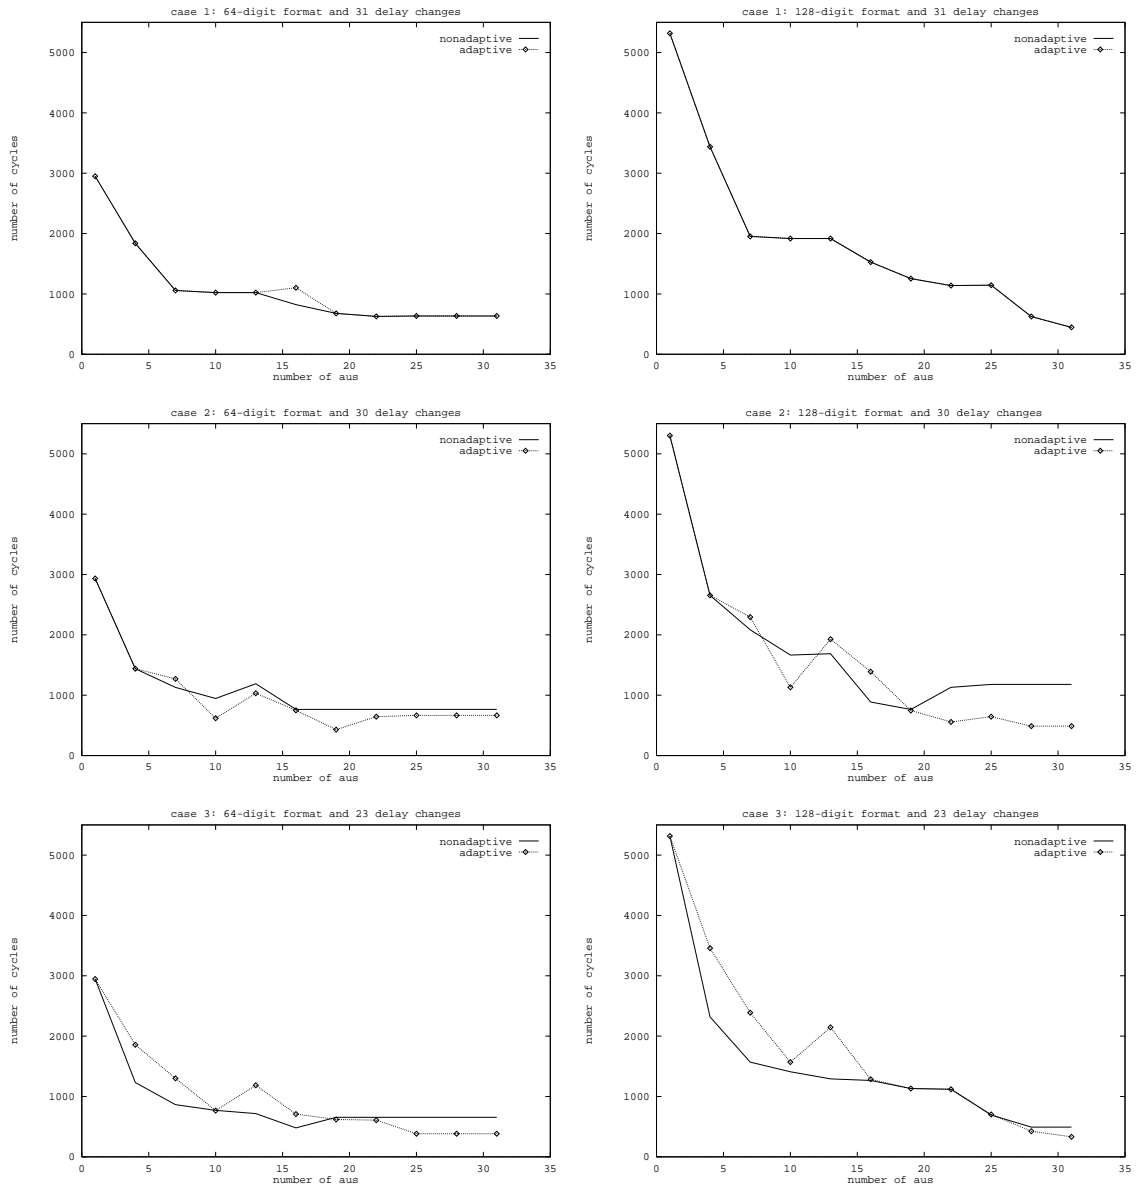 case 1: 64-digit format and 31 delay changes
nonadaptive
adaptive
number of cycles
5000
4000
3000
2000
1000
0
0 5 10 15 20 25 30 35
number of aus
case 1: 128-digit format and 31 delay changes
nonadaptive
adaptive
number of cycles
5000
4000
3000
2000
1000
0
0 5 10 15 20 25 30 35
number of aus
case 2: 64-digit format and 30 delay changes
nonadaptive
adaptive
number of cycles
5000
4000
3000
2000
1000
0
0 5 10 15 20 25 30 35
number of aus
case 2: 128-digit format and 30 delay changes
nonadaptive
adaptive
number of cycles
5000
4000
3000
2000
1000
0
0 5 10 15 20 25 30 35
number of aus
case 3: 64-digit format and 23 delay changes
nonadaptive
adaptive
number of cycles
5000
4000
3000
2000
1000
0
0 5 10 15 20 25 30 35
number of aus
case 3: 128-digit format and 23 delay changes
nonadaptive
adaptive
number of cycles
5000
4000
3000
2000
1000
0
0 5 10 15 20 25 30 35
number of aus